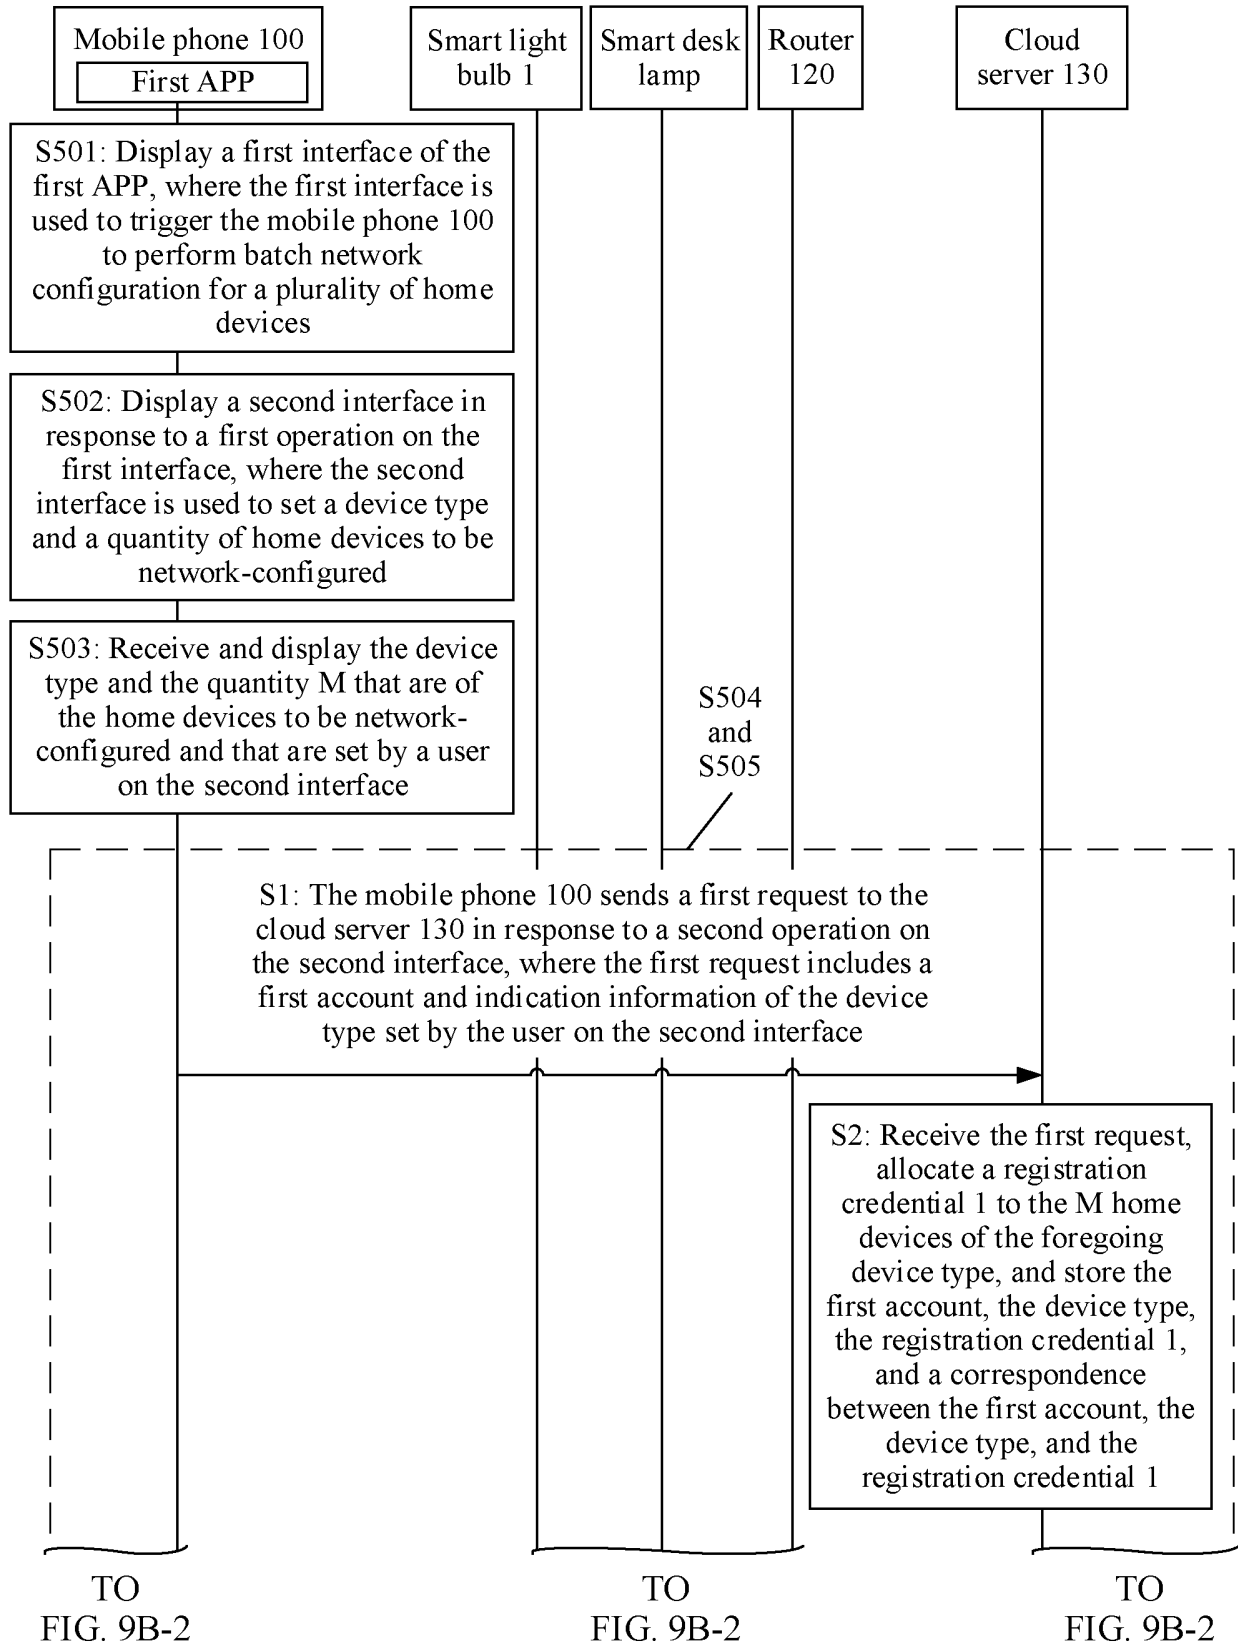 Mobile phone 100
First APP
Smart light
bulb 1
Smart desk
lamp
Router
120
Cloud
server 130
S501: Display a first interface of the
first APP, where the first interface is
used to trigger the mobile phone 100
to perform batch network
configuration for a plurality of home
devices
S502: Display a second interface in
response to a first operation on the
first interface, where the second
interface is used to set a device type
and a quantity of home devices to be
network-configured
S503: Receive and display the device
type and the quantity M that are of
the home devices to be network-
configured and that are set by a user
on the second interface
S504
and
S505
S1: The mobile phone 100 sends a first request to the
cloud server 130 in response to a second operation on
the second interface, where the first request includes a
first account and indication information of the device
type set by the user on the second interface
S2: Receive the first request,
allocate a registration
credential 1 to the M home
devices of the foregoing
device type, and store the
first account, the device type,
the registration credential 1,
and a correspondence
between the first account, the
device type, and the
registration credential 1
TO
FIG. 9B-2
TO
FIG. 9B-2
TO
FIG. 9B-2